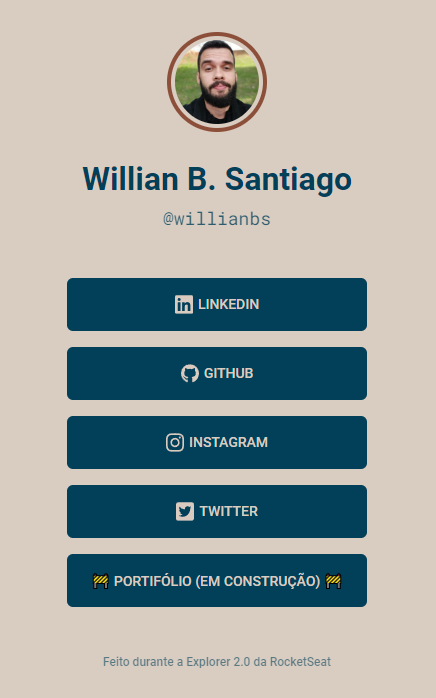 Willian B. Santiago
@willianbs
LINKEDIN
GITHUB
INSTAGRAM
TWITTER
PORTIFÓLIO (EM CONSTRUÇÃO)
Feito durante a Explorer 2.0 da RocketSeat